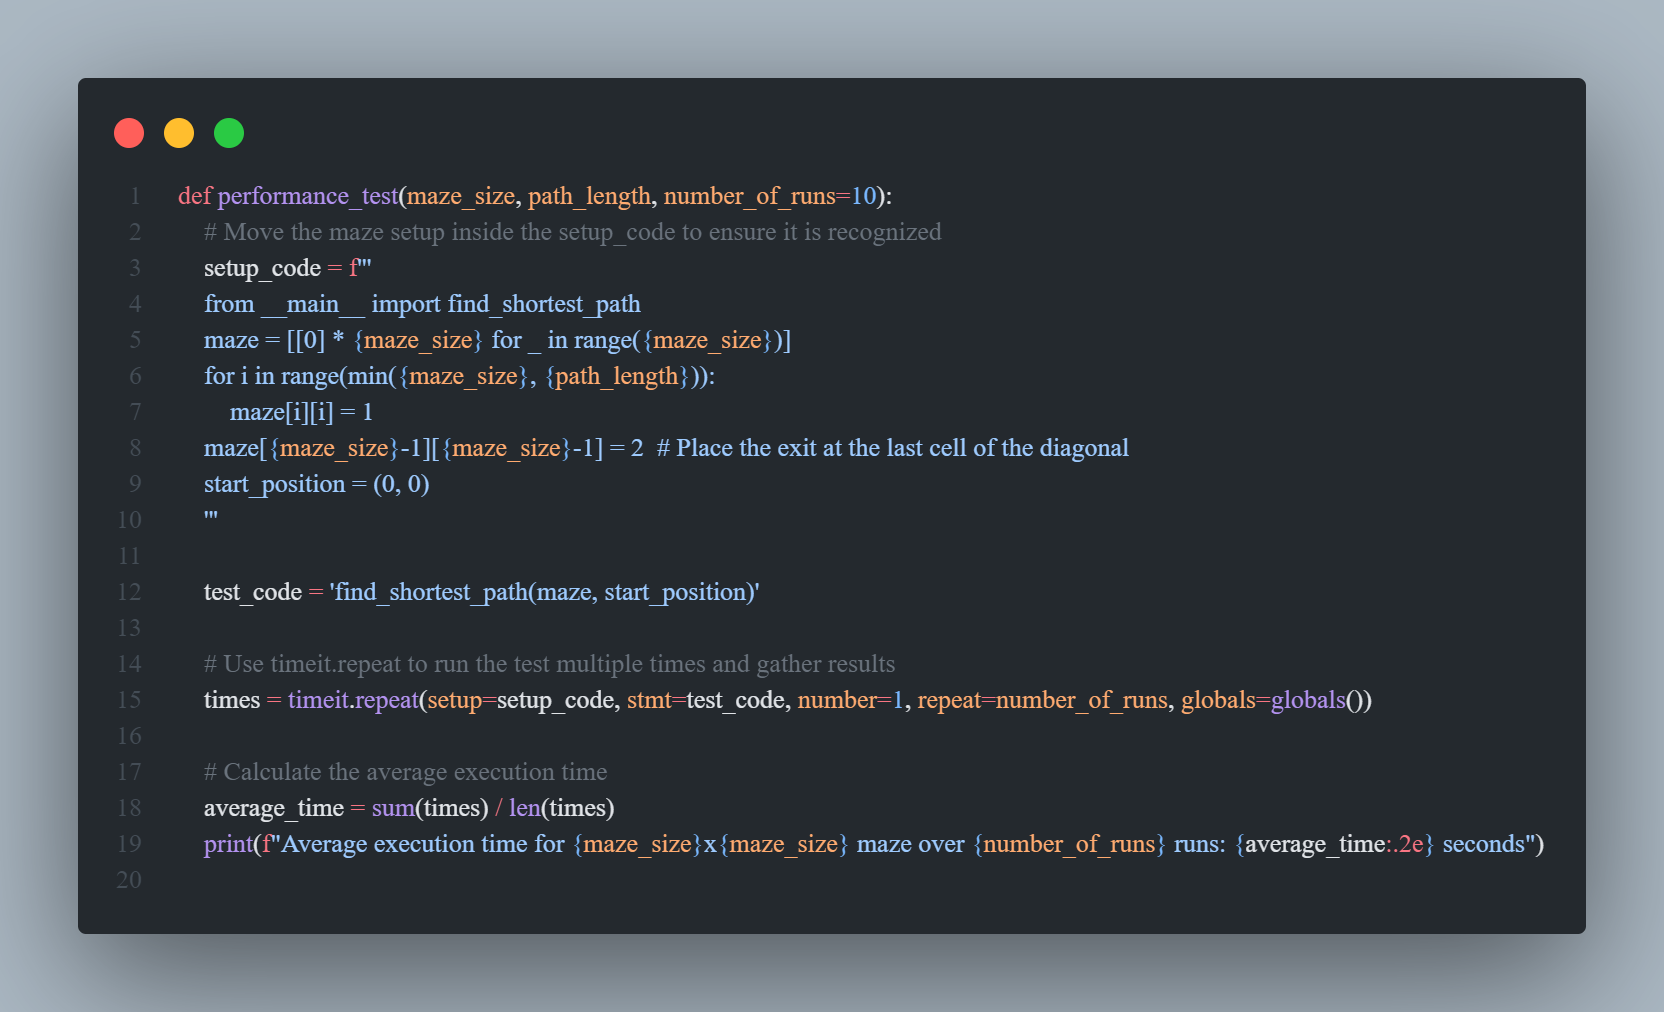 1 def performance_test(maze_size, path_length, number_of_runs=10):
2     # Move the maze setup inside the setup_code to ensure it is recognized
3     setup_code = f'''
4     from __main__ import find_shortest_path
5     maze = [[0] * {maze_size} for _ in range({maze_size})]
6     for i in range(min({maze_size}, {path_length})):
7         maze[i][i] = 1
8     maze[{maze_size}-1][{maze_size}-1] = 2  # Place the exit at the last cell of the diagonal
9     start_position = (0, 0)
10     '''
11
12     test_code = 'find_shortest_path(maze, start_position)'
13
14     # Use timeit.repeat to run the test multiple times and gather results
15     times = timeit.repeat(setup=setup_code, stmt=test_code, number=1, repeat=number_of_runs, globals=globals())
16
17     # Calculate the average execution time
18     average_time = sum(times) / len(times)
19     print(f"Average execution time for {maze_size}x{maze_size} maze over {number_of_runs} runs: {average_time:.2e} seconds")
20